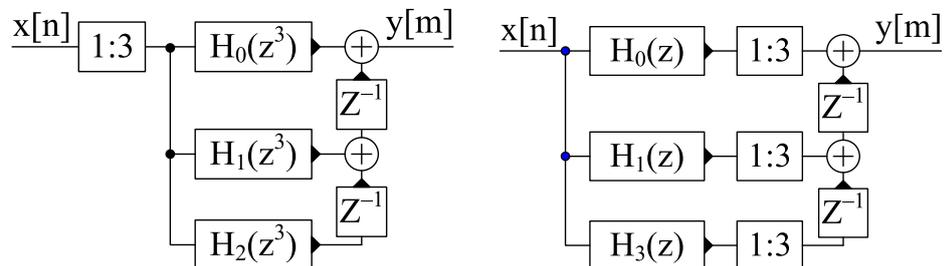 x[n] 1:3 H₀(z³) + y[m]
Z⁻¹
H₁(z³) +
Z⁻¹
H₂(z³)
x[n] H₀(z) 1:3 + y[m]
Z⁻¹
H₁(z) 1:3 +
Z⁻¹
H₃(z) 1:3